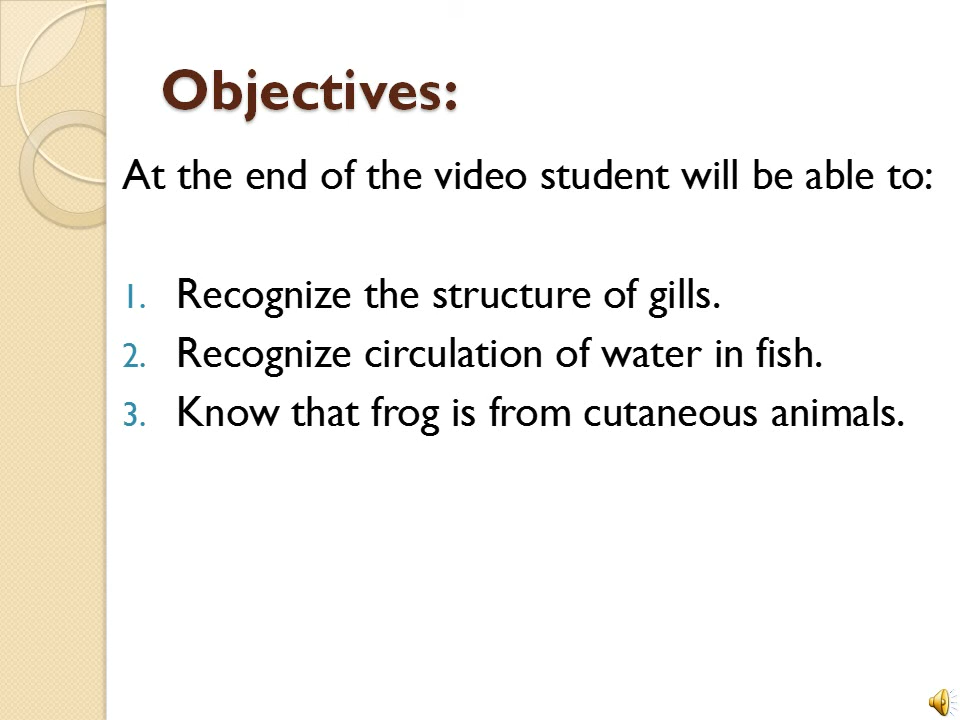 Objectives:
At the end of the video student will be able to:
1. Recognize the structure of gills.
2. Recognize circulation of water in fish.
3. Know that frog is from cutaneous animals.